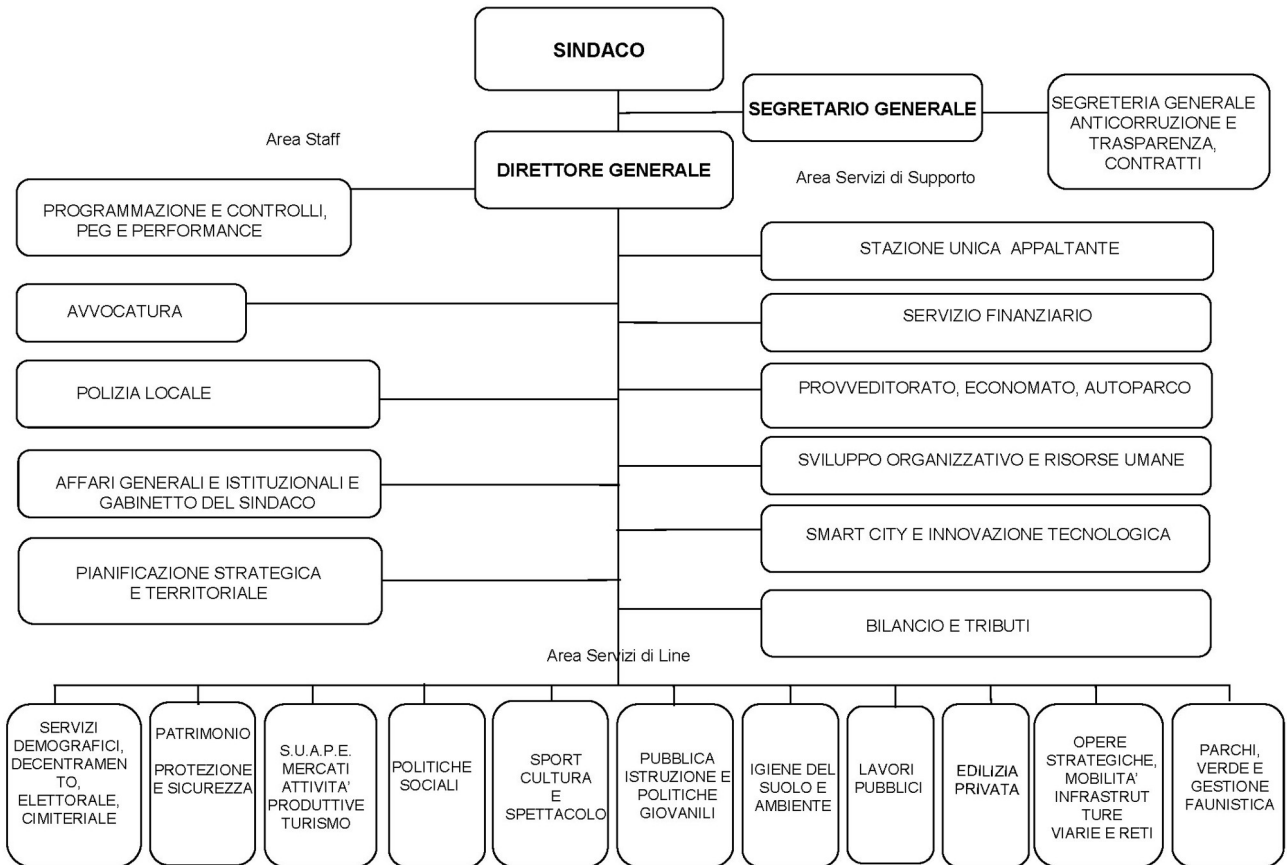 SINDACO
SEGRETARIO GENERALE
SEGRETERIA GENERALE
ANTICORRUZIONE E
TRASPARENZA,
CONTRATTI
Area Staff
DIRETTORE GENERALE
Area Servizi di Supporto
PROGRAMMAZIONE E CONTROLLI,
PEG E PERFORMANCE
STAZIONE UNICA APPALTANTE
AVVOCATURA
SERVIZIO FINANZIARIO
POLIZIA LOCALE
PROVVEDITORATO, ECONOMATO, AUTOPARCO
AFFARI GENERALI E ISTITUZIONALI E
GABINETTO DEL SINDACO
SVILUPPO ORGANIZZATIVO E RISORSE UMANE
SMART CITY E INNOVAZIONE TECNOLOGICA
PIANIFICAZIONE STRATEGICA
E TERRITORIALE
BILANCIO E TRIBUTI
Area Servizi di Line
SERVIZI
DEMOGRAFICI,
DECENTRAMEN
TO,
ELETTORALE,
CIMITERIALE
PATRIMONIO
PROTEZIONE
E SICUREZZA
S.U.A.P.E.
MERCATI
ATTIVITA’
PRODUTTIVE
TURISMO
POLITICHE
SOCIALI
SPORT
CULTURA
E
SPETTACOLO
PUBBLICA
ISTRUZIONE E
POLITICHE
GIOVANILI
IGIENE DEL
SUOLO E
AMBIENTE
LAVORI
PUBBLICI
EDILIZIA
PRIVATA
OPERE
STRATEGICHE,
MOBILITA’
INFRASTRUT
TURE
VIARIE E RETI
PARCHI,
VERDE E
GESTIONE
FAUNISTICA